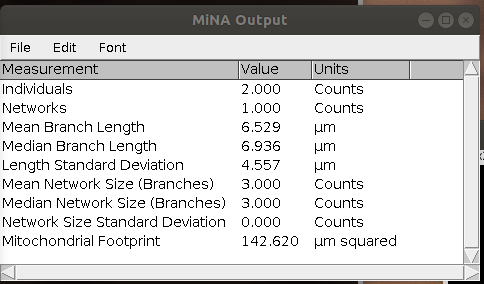 MiNA Output
File Edit Font
Measurement Value Units
Individuals 2.000 Counts
Networks 1.000 Counts
Mean Branch Length 6.529 µm
Median Branch Length 6.936 µm
Length Standard Deviation 4.557 µm
Mean Network Size (Branches) 3.000 Counts
Median Network Size (Branches) 3.000 Counts
Network Size Standard Deviation 0.000 Counts
Mitochondrial Footprint 142.620 µm squared